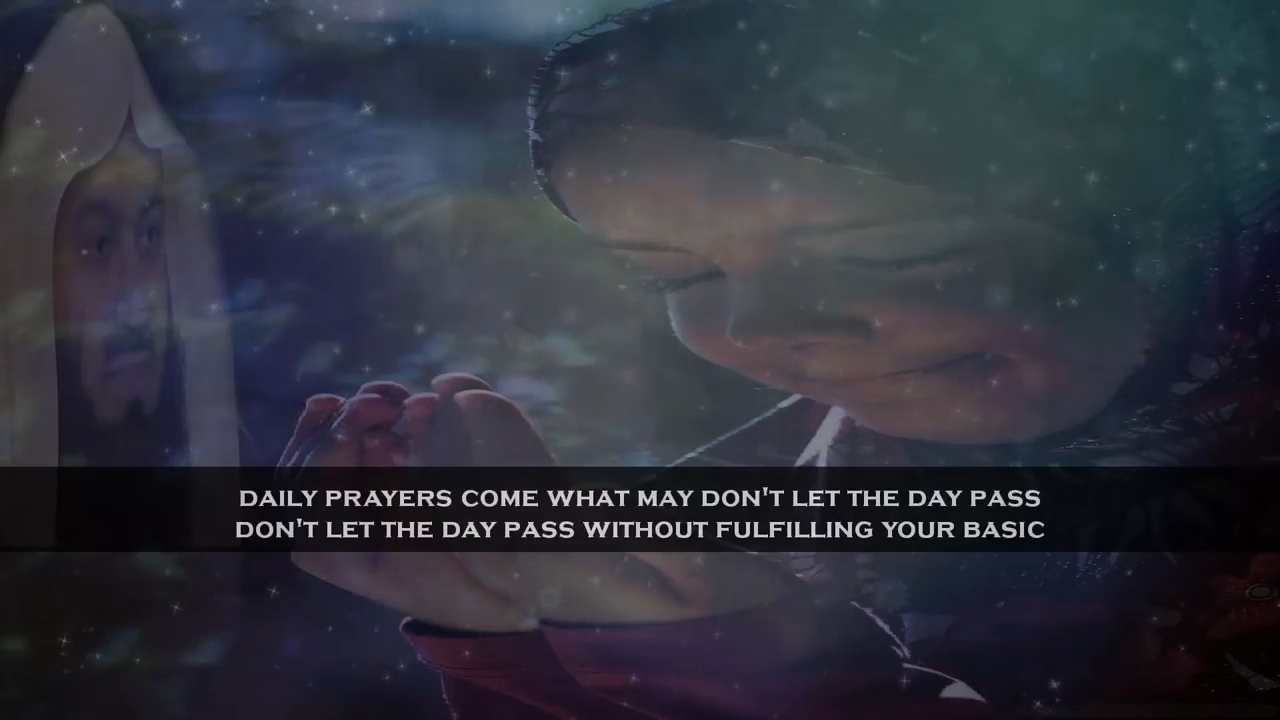 DAILY PRAYERS COME WHAT MAY DON'T LET THE DAY PASS
DON'T LET THE DAY PASS WITHOUT FULFILLING YOUR BASIC